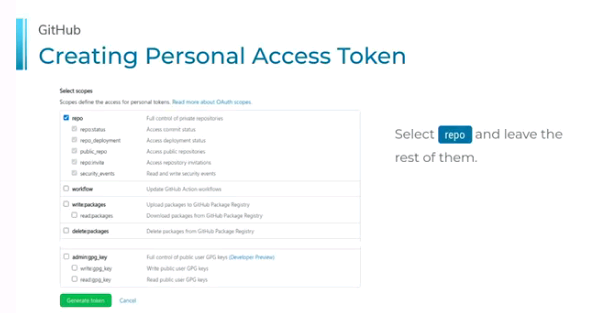 GitHub
Creating Personal Access Token
Select scopes
Scopes define the access for personal tokens. Read more about OAuth scopes.
repo Full control of private repositories
repo:status Access commit status
repo_deployment Access deployment status
public_repo Access public repositories
repo:invite Access repository invitations
security_events Read and write security events
workflow Update GitHub Action workflows
write:packages Upload packages to GitHub Package Registry
read:packages Download packages from GitHub Package Registry
delete:packages Delete packages from GitHub Package Registry
admin:gpg_key Full control of public user GPG keys (Developer Preview)
write:gpg_key Write public user GPG keys
read:gpg_key Read public user GPG keys
Generate token Cancel
Select repo and leave the
rest of them.